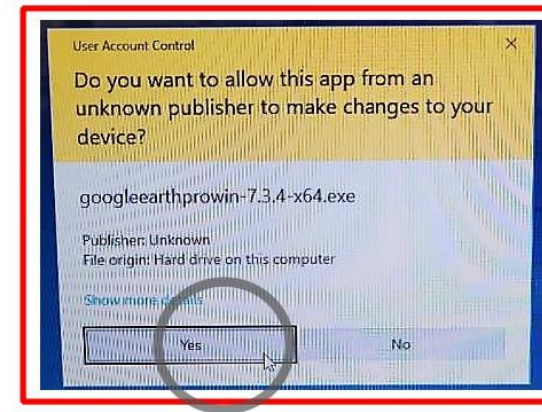 User Account Control
Do you want to allow this app from an
unknown publisher to make changes to your
device?
googleearthprowin-7.3.4-x64.exe
Publisher: Unknown
File origin: Hard drive on this computer
Show more details
Yes
No